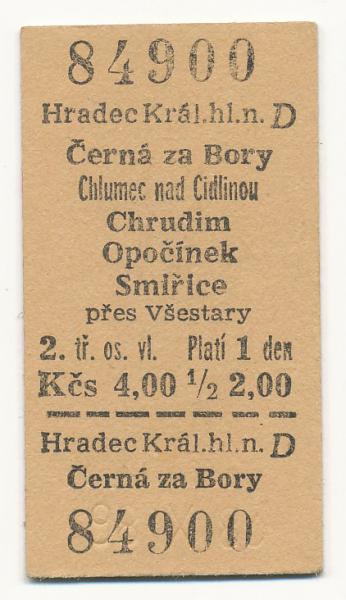 84900
Hradec Král.hl.n. D
Černá za Bory
Chlumec nad Cidlinou
Chrudim
Opočínek
Smiřice
přes Všestary
2. tř. os. vl. Platí 1 den
Kčs 4,00 1/2 2,00
Hradec Král.hl.n. D
Černá za Bory
84900